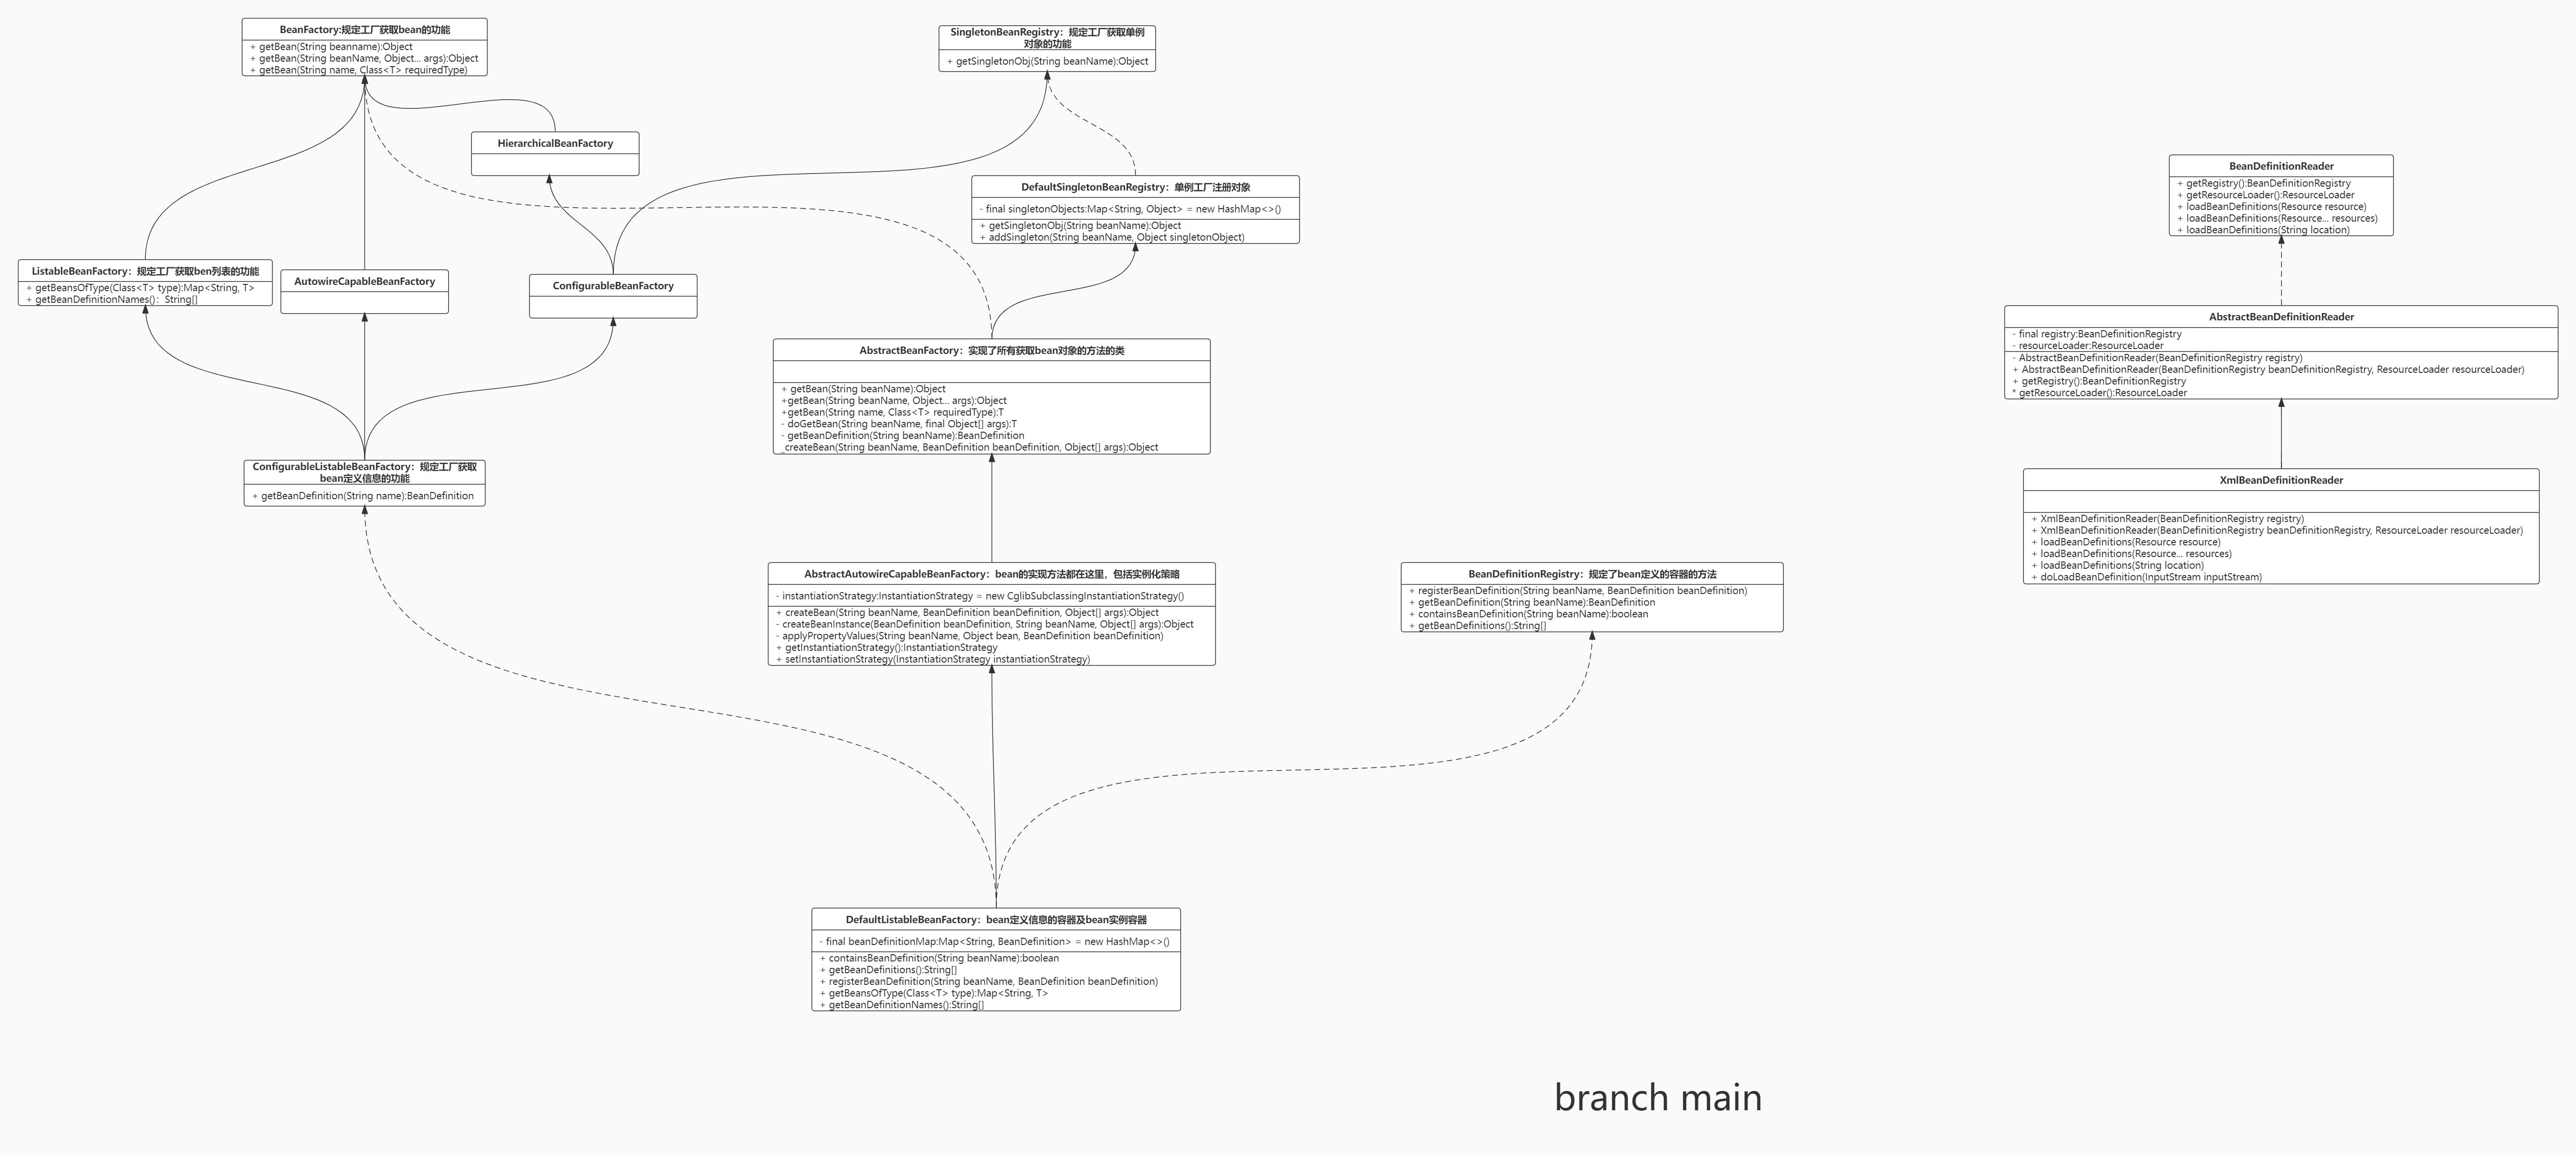 BeanFactory:规定工厂获取bean的功能
+ getBean(String beanname):Object
+ getBean(String beanName, Object... args):Object
+ getBean(String name, Class<T> requiredType)
SingletonBeanRegistry：规定工厂获取单例
对象的功能
+ getSingletonObj(String beanName):Object
HierarchicalBeanFactory
BeanDefinitionReader
+ getRegistry():BeanDefinitionRegistry
+ getResourceLoader():ResourceLoader
+ loadBeanDefinitions(Resource resource)
+ loadBeanDefinitions(Resource... resources)
+ loadBeanDefinitions(String location)
DefaultSingletonBeanRegistry：单例工厂注册对象
- final singletonObjects:Map<String, Object> = new HashMap<>()
+ getSingletonObj(String beanName):Object
+ addSingleton(String beanName, Object singletonObject)
ListableBeanFactory：规定工厂获取ben列表的功能
+ getBeansOfType(Class<T> type):Map<String, T>
+ getBeanDefinitionNames()：String[]
AutowireCapableBeanFactory
ConfigurableBeanFactory
AbstractBeanDefinitionReader
- final registry:BeanDefinitionRegistry
- resourceLoader:ResourceLoader
- AbstractBeanDefinitionReader(BeanDefinitionRegistry registry)
+ AbstractBeanDefinitionReader(BeanDefinitionRegistry beanDefinitionRegistry, ResourceLoader resourceLoader)
+ getRegistry():BeanDefinitionRegistry
* getResourceLoader():ResourceLoader
AbstractBeanFactory：实现了所有获取bean对象的方法的类
+ getBean(String beanName):Object
+getBean(String beanName, Object... args):Object
+getBean(String name, Class<T> requiredType):T
- doGetBean(String beanName, final Object[] args):T
- getBeanDefinition(String beanName):BeanDefinition
_createBean(String beanName, BeanDefinition beanDefinition, Object[] args):Object
ConfigurableListableBeanFactory：规定工厂获取
bean定义信息的功能
+ getBeanDefinition(String name):BeanDefinition
XmlBeanDefinitionReader
+ XmlBeanDefinitionReader(BeanDefinitionRegistry registry)
+ XmlBeanDefinitionReader(BeanDefinitionRegistry beanDefinitionRegistry, ResourceLoader resourceLoader)
+ loadBeanDefinitions(Resource resource)
+ loadBeanDefinitions(Resource... resources)
+ loadBeanDefinitions(String location)
+ doLoadBeanDefinition(InputStream inputStream)
AbstractAutowireCapableBeanFactory：bean的实现方法都在这里，包括实例化策略
- instantiationStrategy:InstantiationStrategy = new CglibSubclassingInstantiationStrategy()
+ createBean(String beanName, BeanDefinition beanDefinition, Object[] args):Object
- createBeanInstance(BeanDefinition beanDefinition, String beanName, Object[] args):Object
- applyPropertyValues(String beanName, Object bean, BeanDefinition beanDefinition)
+ getInstantiationStrategy():InstantiationStrategy
+ setInstantiationStrategy(InstantiationStrategy instantiationStrategy)
BeanDefinitionRegistry：规定了bean定义的容器的方法
+ registerBeanDefinition(String beanName, BeanDefinition beanDefinition)
+ getBeanDefinition(String beanName):BeanDefinition
+ containsBeanDefinition(String beanName):boolean
+ getBeanDefinitions():String[]
DefaultListableBeanFactory：bean定义信息的容器及bean实例容器
- final beanDefinitionMap:Map<String, BeanDefinition> = new HashMap<>()
+ containsBeanDefinition(String beanName):boolean
+ getBeanDefinitions():String[]
+ registerBeanDefinition(String beanName, BeanDefinition beanDefinition)
+ getBeansOfType(Class<T> type):Map<String, T>
+ getBeanDefinitionNames():String[]
branch main